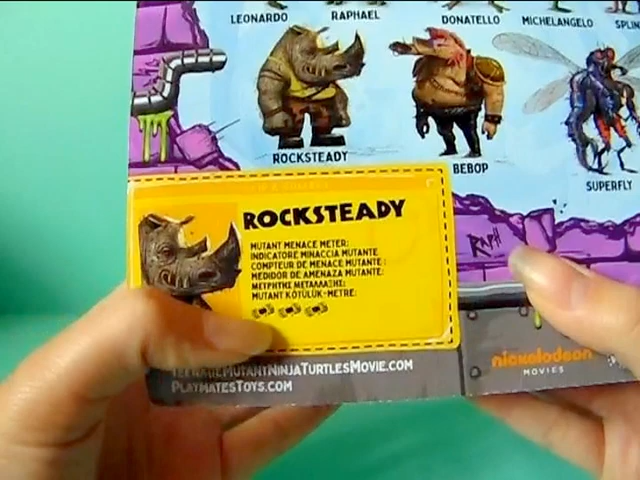 LEONARDO
RAPHAEL
DONATELLO
MICHELANGELO
ROCKSTEADY
BEBOP
SUPERFLY
ROCKSTEADY
MUTANT MENACE METER:
INDICATORE MINACCIA MUTANTE
COMPTEUR DE MENACE MUTANTE :
MEDIDOR DE AMENAZA MUTANTE:
ΜΕΤΡΗΤΗΣ ΜΕΤΑΛΛΑΞΗΣ:
MUTANT KÖTÜLÜK-METRE:
RAPH
TEENAGEMUTANTNINJATURTLESMOVIE.COM
PLAYMATESTOYS.COM
nickelodeon
MOVIES